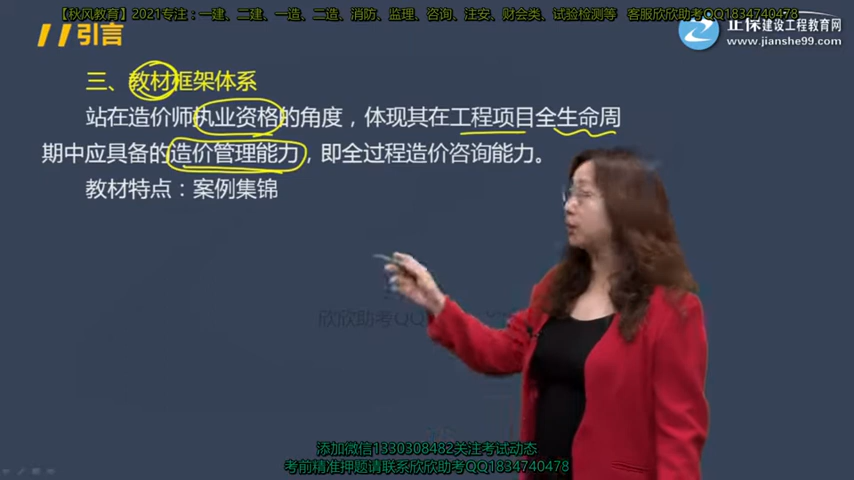 【秋风教育】2021专注：一建、二建、一造、二造、消防、监理、咨询、注安、财会类、试验检测等 客服欣欣助考QQ1834740478
引言
正保建设工程教育网
www.jianshe99.com
三、教材框架体系
站在造价师执业资格的角度，体现其在工程项目全生命周
期中应具备的造价管理能力，即全过程造价咨询能力。
教材特点：案例集锦
欣欣助考QQ
添加微信1330308482关注考试动态
考前精准押题请联系欣欣助考QQ1834740478